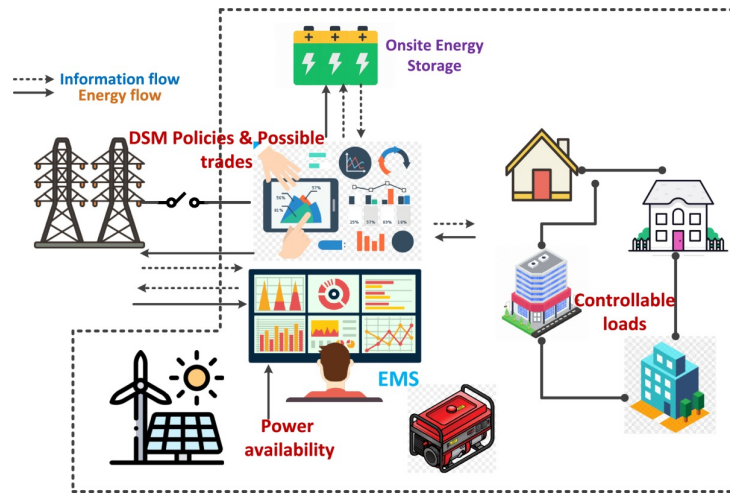 Onsite Energy
Storage
Information flow
Energy flow
DSM Policies & Possible
trades
Controllable
loads
EMS
Power
availability